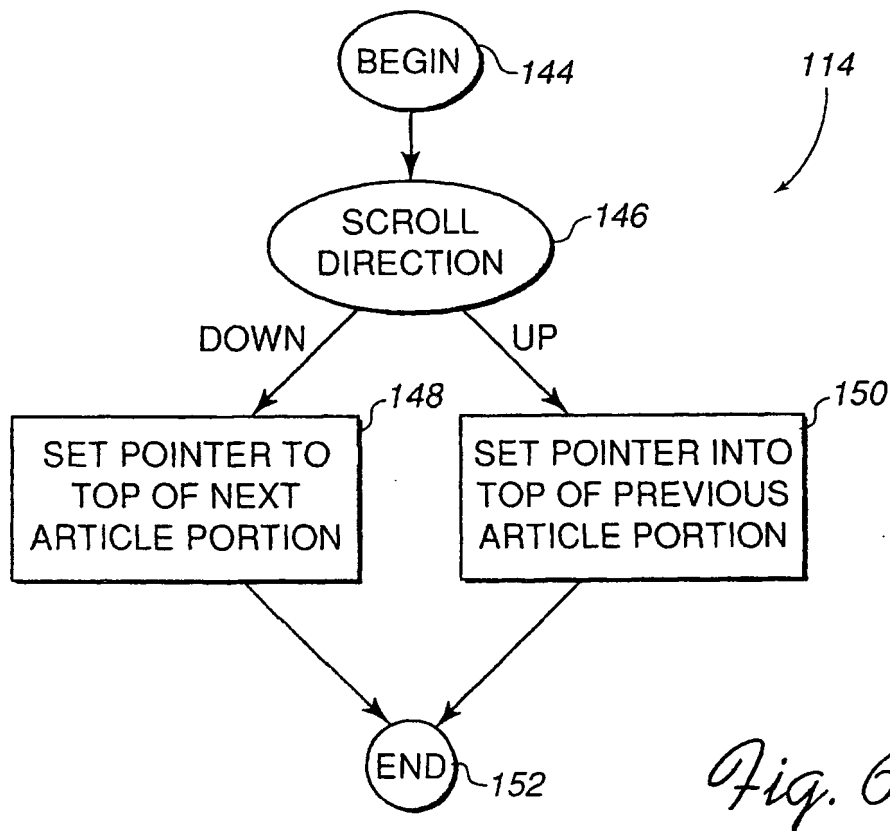 BEGIN
144
114
SCROLL
DIRECTION
146
DOWN
UP
148
SET POINTER TO
TOP OF NEXT
ARTICLE PORTION
150
SET POINTER INTO
TOP OF PREVIOUS
ARTICLE PORTION
END
152
Fig. 6